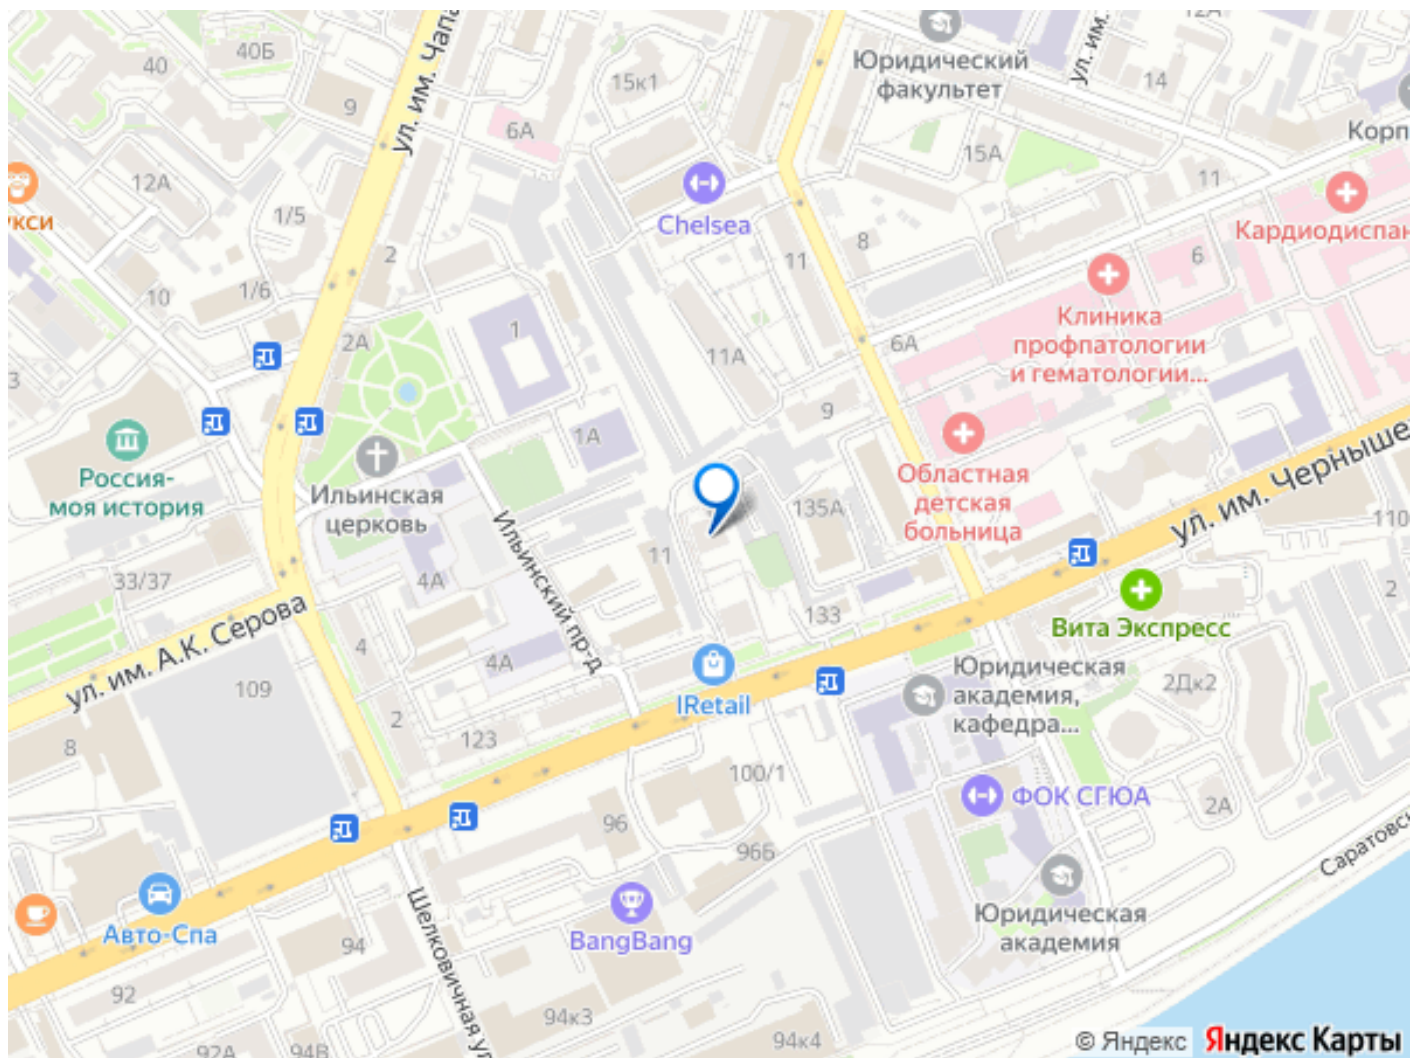 12А
ул. им.
Юридический
факультет
14
40Б
40
ул. им. Чапа
9
15к1
6А
Корп
15А
12А
11
укси
Chelsea
1/5
Кардиодиспан
2
11
8
6
10
1/6
Клиника
профпатологии
и гематологии...
1
2А
6А
11А
3
9
1А
ул. им. Черныше
Россия-
моя история
Ильинская
церковь
Областная
детская
больница
135А
110
Ильинский пр-д
11
33/37
4А
2
133
Вита Экспресс
ул. им. А.К. Серова
4
4А
Юридическая
академия,
кафедра...
2Дк2
109
IRetail
2
123
8
100/1
ФОК СГЮА
2А
96
96Б
Саратовск
Шелковичная ул
Юридическая
академия
Авто-Спа
BangBang
94
92
94к3
92А
94В
94к4
© Яндекс Яндекс Карты